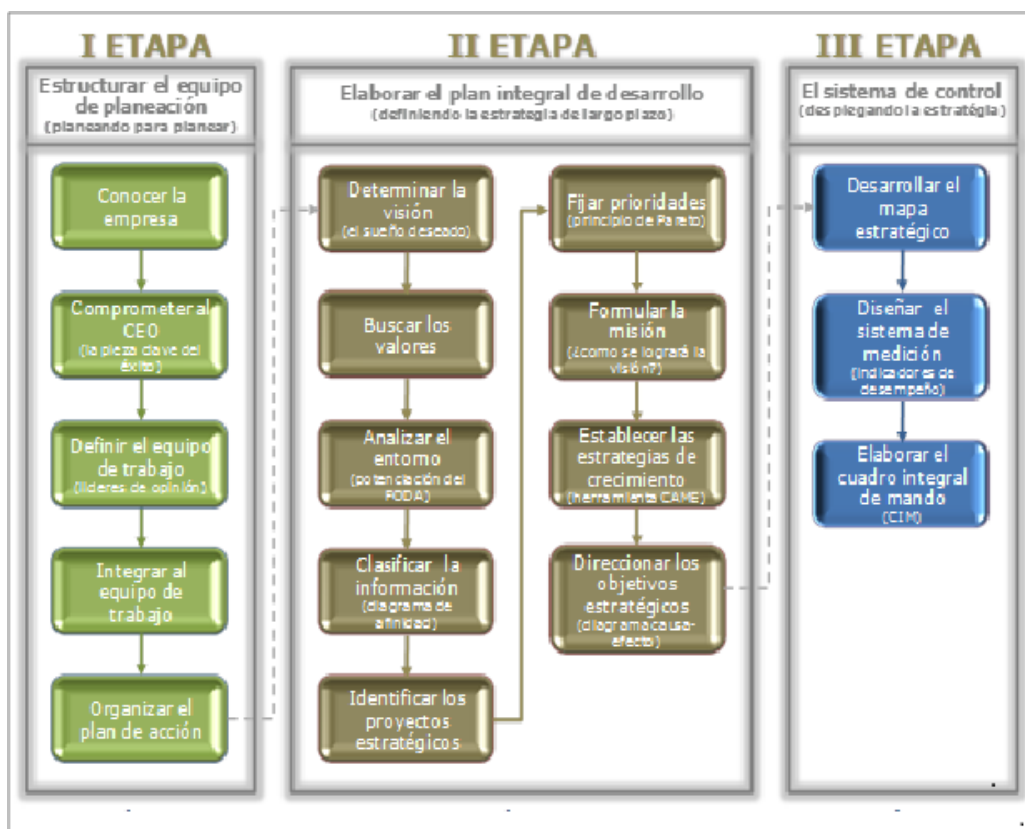 I ETAPA
Estructurar el equipo
de planeación
(planeando para planear)
Conocer la
empresa
Comprometer al
CEO
(la pieza clave del
éxito)
Definir el equipo
de trabajo
(lideres de opinión)
Integrar al
equipo de
trabajo
Organizar el
plan de acción
II ETAPA
Elaborar el plan integral de desarrollo
(definiendo la estrategia de largo plazo)
Determinar la
visión
(el sueño deseado)
Buscar los
valores
Analizar el
entorno
(potenciación del
FODA)
Clasificar la
información
(diagrama de
afinidad)
Identificar los
proyectos
estratégicos
Fijar prioridades
(principio de Pareto)
Formular la
misión
(¿como se logrará la
visión?)
Establecer las
estrategias de
crecimiento
(herramienta CAME)
Direccionar los
objetivos
estratégicos
(diagrama causa-
efecto)
III ETAPA
El sistema de control
(desplegando la estratégia)
Desarrollar el
mapa
estratégico
Diseñar el
sistema de
medición
(indicadores de
desempeño)
Elaborar el
cuadro integral
de mando
(CIM)